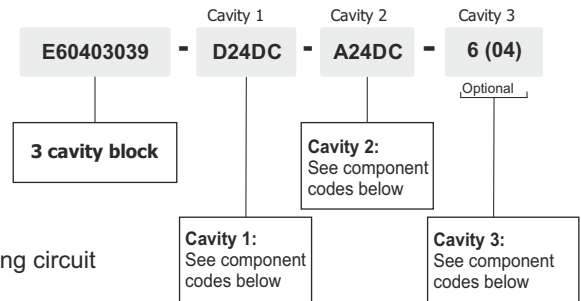 Cavity 1 Cavity 2 Cavity 3
E60403039 - D24DC - A24DC - 6 (04)
Optional
3 cavity block
Cavity 2:
See component
codes below
ng circuit
Cavity 1:
See component
codes below
Cavity 3:
See component
codes below